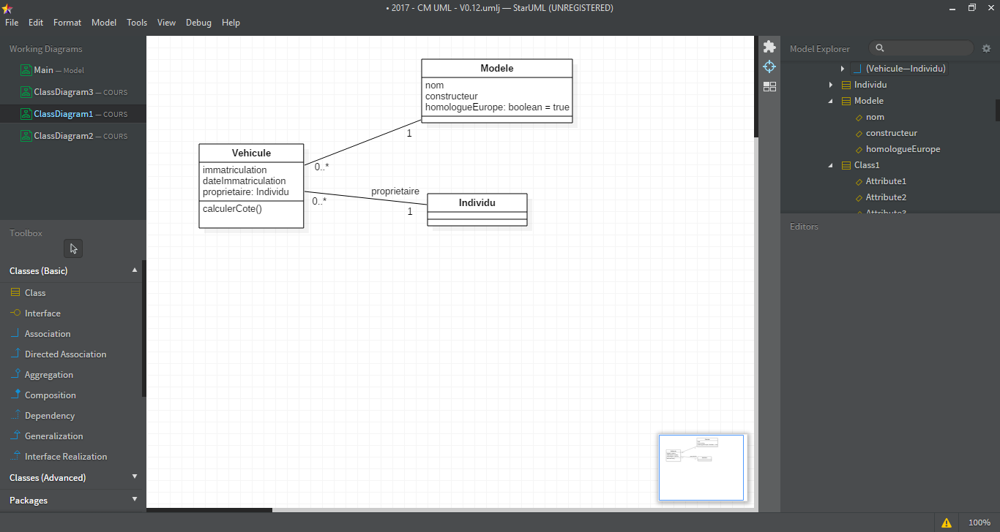 • 2017 - CM UML - V0.12.umlj — StarUML (UNREGISTERED)
File Edit Format Model Tools View Debug Help
Working Diagrams
Main — Model
ClassDiagram3 — COURS
ClassDiagram1 — COURS
ClassDiagram2 — COURS
Toolbox
Classes (Basic)
Class
Interface
Association
Directed Association
Aggregation
Composition
Dependency
Generalization
Interface Realization
Classes (Advanced)
Packages
Modele
nom
constructeur
homologueEurope: boolean = true
1
Vehicule
immatriculation
dateImmatriculation
proprietaire: Individu
calculerCote()
0..*
0..*
proprietaire
1
Individu
Model Explorer
(Vehicule—Individu)
Individu
Modele
nom
constructeur
homologueEurope
Class1
Attribute1
Attribute2
Attribute3
Editors
100%